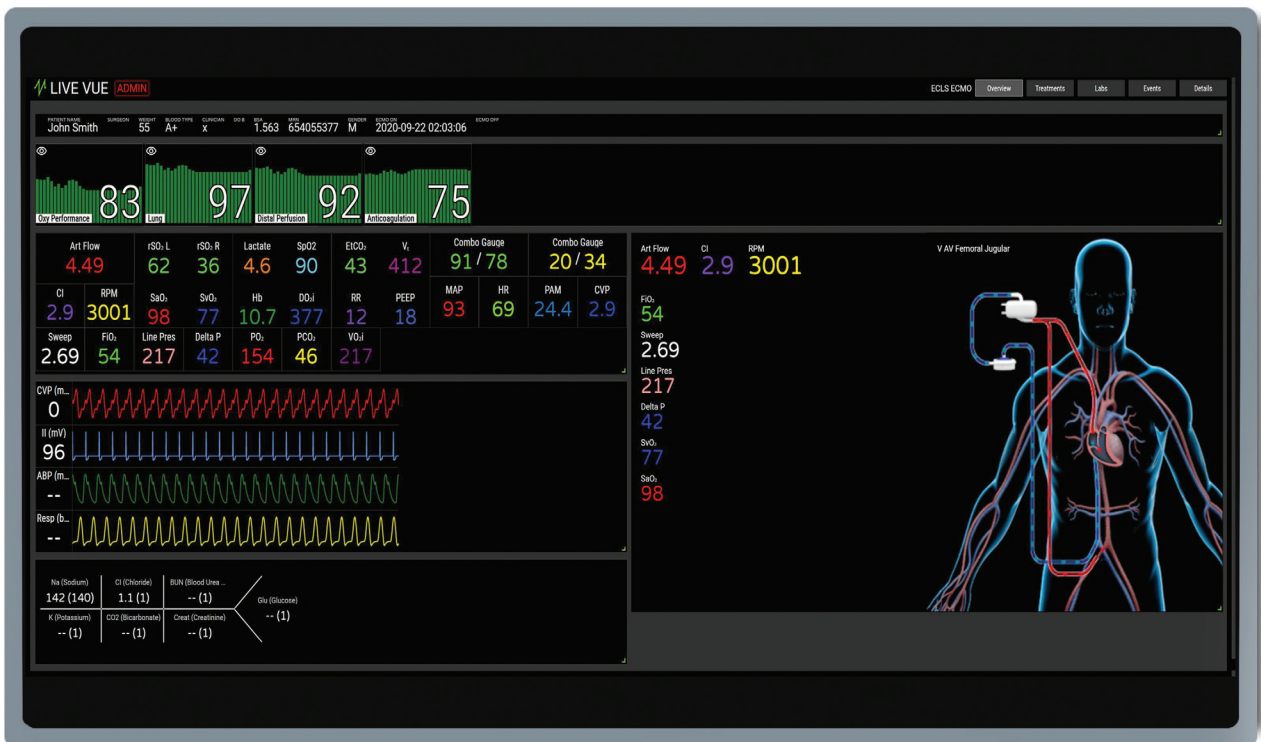 LIVE VUE ADMIN
ECLS ECMO Overview Treatments Labs Events Details
PATIENT NAME SURGEON WEIGHT BLOOD TYPE CLINICIAN DO B BSA MRN GENDER ECMO ON ECMO OFF
John Smith 55 A+ x 1.563 654055377 M 2020-09-22 02:03:06
83 97 92 75
Oxy Performance Lung Distal Perfusion Anticoagulation
Art Flow rSO₂ L rSO₂ R Lactate SpO2 EtCO₂ Vₜ Combo Gauge Combo Gauge
4.49 62 36 4.6 90 43 412 91/78 20/34
CI RPM SaO₂ SvO₂ Hb DO₂i RR PEEP MAP HR PAM CVP
2.9 3001 98 77 10.7 377 12 18 93 69 24.4 2.9
Sweep FiO₂ Line Pres Delta P PO₂ PCO₂ VO₂I
2.69 54 217 42 154 46 217
CVP (m...
0
II (mV)
96
ABP (m...
--
Resp (b...
--
Na (Sodium) Cl (Chloride) BUN (Blood Urea ...
142 (140) 1.1 (1) -- (1)
Glu (Glucose)
-- (1)
K (Potassium) CO2 (Bicarbonate) Creat (Creatinine)
-- (1) -- (1) -- (1)
Art Flow CI RPM
4.49 2.9 3001
V AV Femoral Jugular
FiO₂
54
Sweep
2.69
Line Pres
217
Delta P
42
SvO₂
77
SaO₂
98